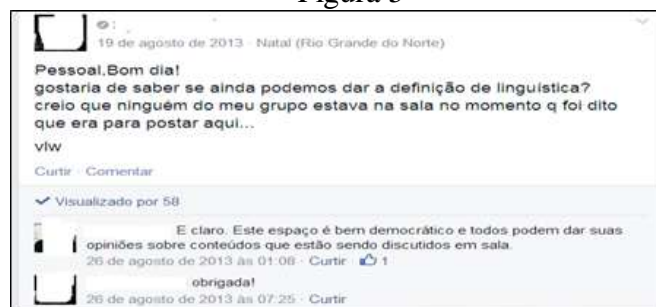 Figura 3
19 de agosto de 2013 · Natal (Rio Grande do Norte)
Pessoal,Bom dia!
gostaria de saber se ainda podemos dar a definição de linguística?
creio que ninguém do meu grupo estava na sala no momento q foi dito
que era para postar aqui...
vlw
Curtir · Comentar
Visualizado por 58
E claro. Este espaço é bem democrático e todos podem dar suas
opiniões sobre conteúdos que estão sendo discutidos em sala.
26 de agosto de 2013 às 01:08 · Curtir · 1
obrigada!
26 de agosto de 2013 às 07:25 · Curtir